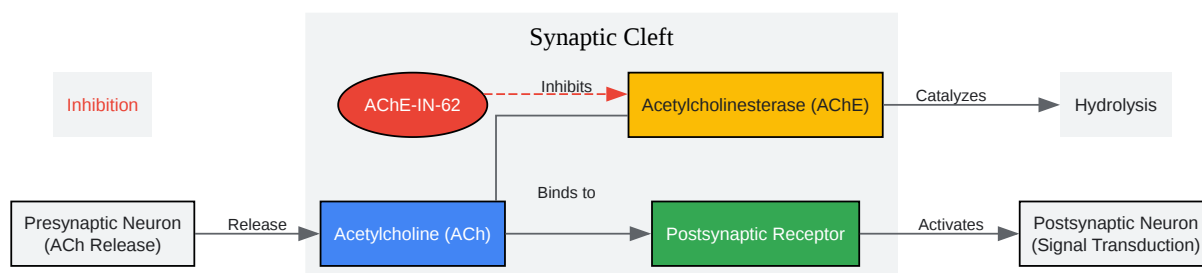 Synaptic Cleft
Inhibition
AChE-IN-62
Inhibits
Acetylcholinesterase (AChE)
Catalyzes
Hydrolysis
Presynaptic Neuron
(ACh Release)
Release
Acetylcholine (ACh)
Binds to
Postsynaptic Receptor
Activates
Postsynaptic Neuron
(Signal Transduction)